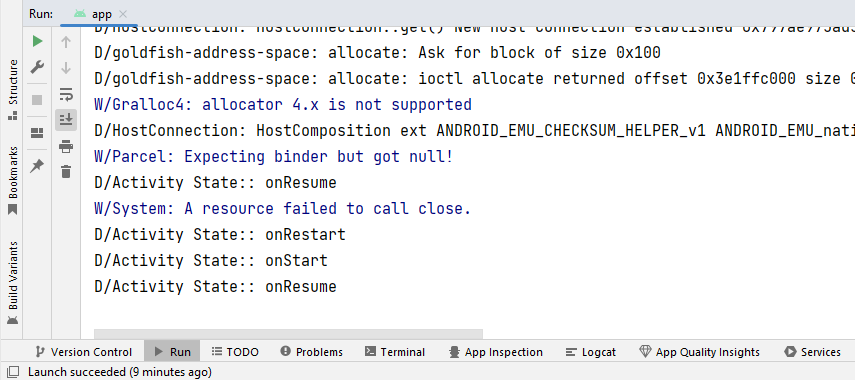 Run: app
D/HostConnection: HostConnection::get() New Host Connection established
D/goldfish-address-space: allocate: Ask for block of size 0x100
D/goldfish-address-space: allocate: ioctl allocate returned offset 0x3e1ffc000 size 0
W/Gralloc4: allocator 4.x is not supported
D/HostConnection: HostComposition ext ANDROID_EMU_CHECKSUM_HELPER_v1 ANDROID_EMU_nati
W/Parcel: Expecting binder but got null!
D/Activity State:: onResume
W/System: A resource failed to call close.
D/Activity State:: onRestart
D/Activity State:: onStart
D/Activity State:: onResume
Structure
Bookmarks
Build Variants
Version Control Run TODO Problems Terminal App Inspection Logcat App Quality Insights Services
Launch succeeded (9 minutes ago)